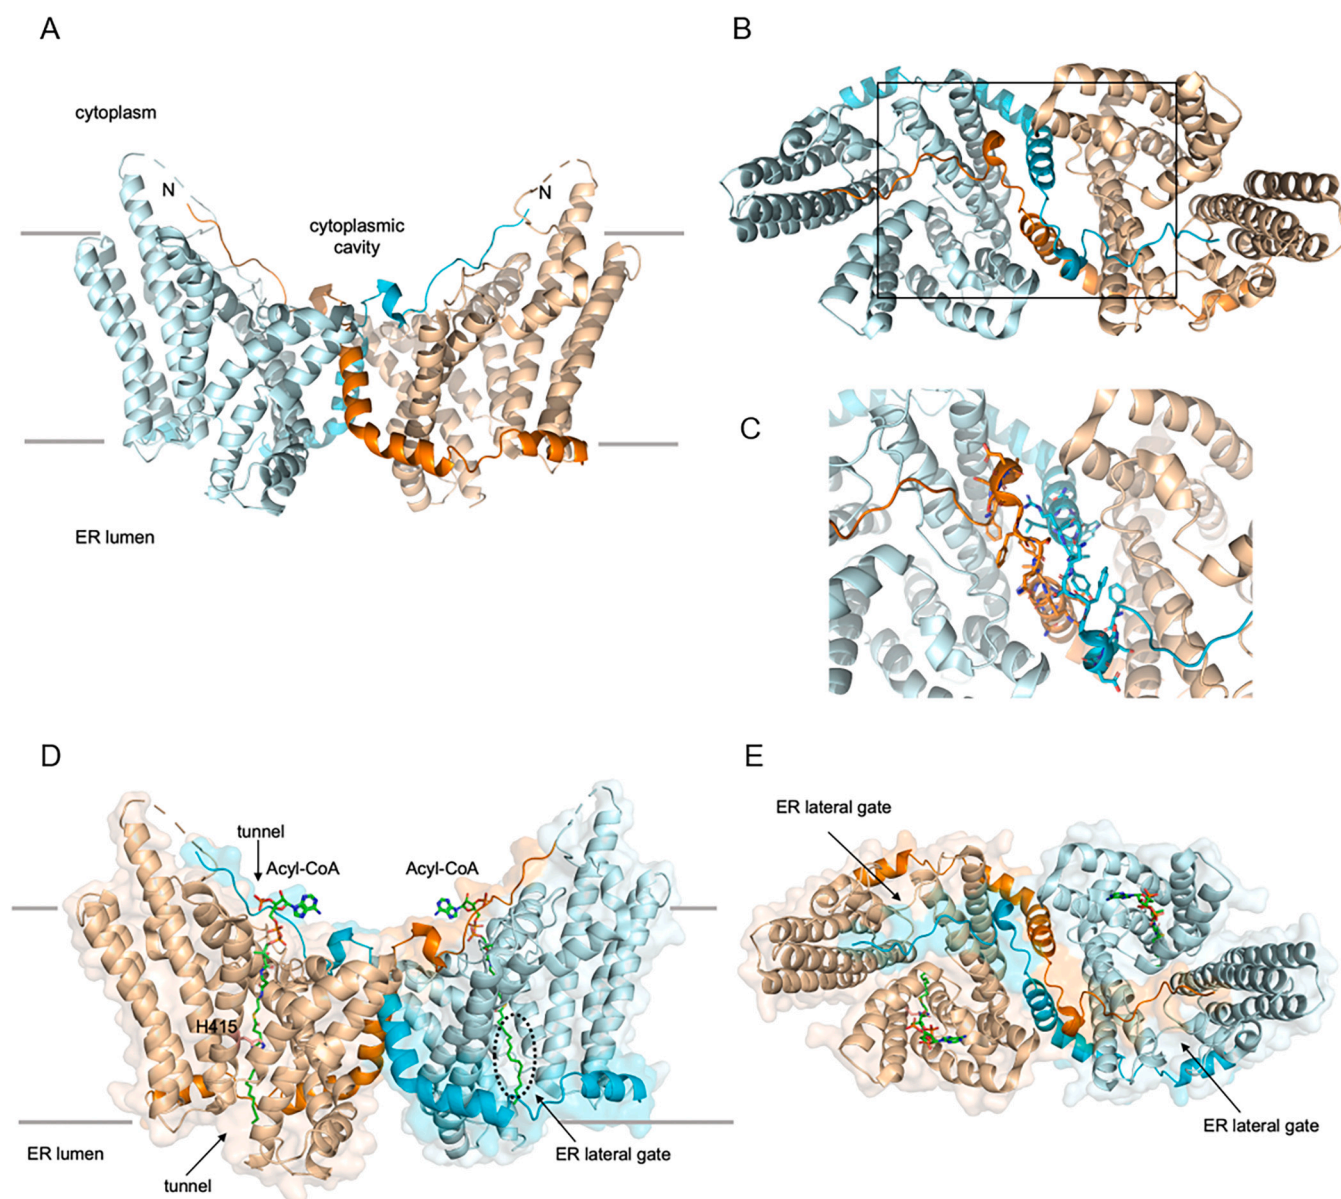 A
cytoplasm
N
cytoplasmic
cavity
N
ER lumen
B
C
D
tunnel
Acyl-CoA
Acyl-CoA
H415
ER lumen
tunnel
ER lateral gate
E
ER lateral gate
ER lateral gate